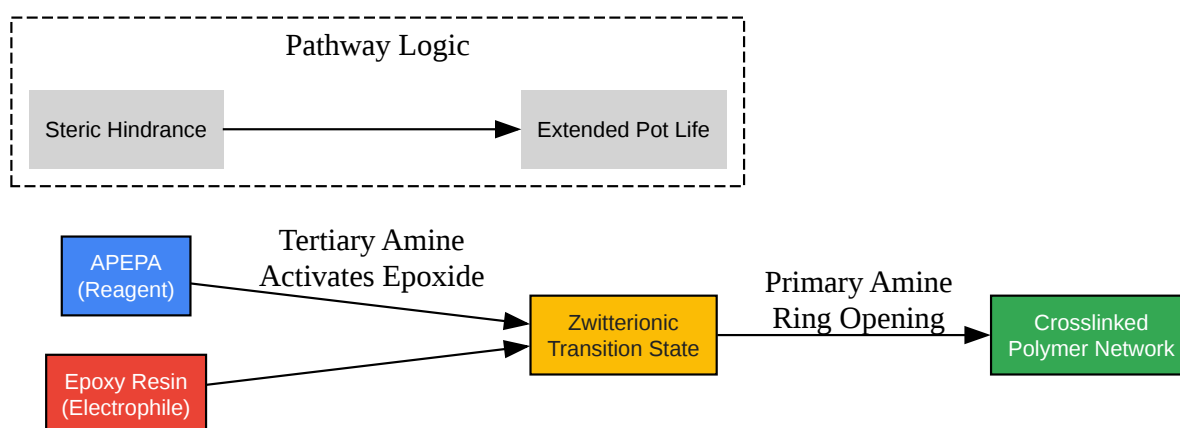 Pathway Logic
Steric Hindrance
Extended Pot Life
APEPA
(Reagent)
Tertiary Amine
Activates Epoxide
Epoxy Resin
(Electrophile)
Zwitterionic
Transition State
Primary Amine
Ring Opening
Crosslinked
Polymer Network